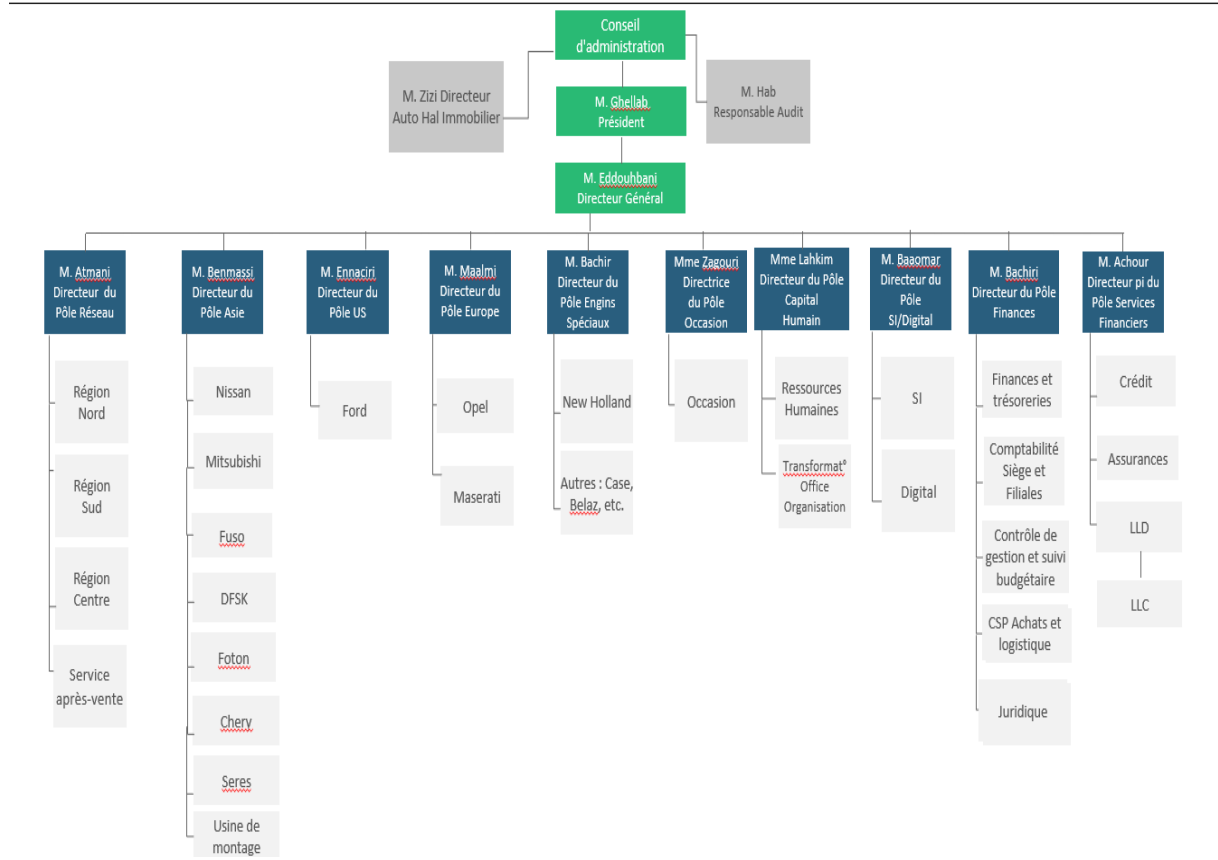 Conseil
d'administration
M. Zizi Directeur
Auto Hal Immobilier
M. Ghellab
Président
M. Hab
Responsable Audit
M. Eddouhbani
Directeur Général
M. Atmani
Directeur du
Pôle Réseau
M. Benmassi
Directeur du
Pôle Asie
M. Ennaciri
Directeur du
Pôle US
M. Maalmi
Directeur du
Pôle Europe
M. Bachir
Directeur du
Pôle Engins
Spéciaux
Mme Zagouri
Directrice
du Pôle
Occasion
Mme Lahkim
Directeur du Pôle
Capital
Humain
M. Baaomar
Directeur du
Pôle
SI/Digital
M. Bachiri
Directeur du Pôle
Finances
M. Achour
Directeur pi du
Pôle Services
Financiers
Région
Nord
Région
Sud
Région
Centre
Service
après-vente
Nissan
Mitsubishi
Fuso
DFSK
Foton
Chery
Seres
Usine de
montage
Ford
Opel
Maserati
New Holland
Autres : Case,
Belaz, etc.
Occasion
Ressources
Humaines
Transformat°
Office
Organisation
SI
Digital
Finances et
trésoreries
Comptabilité
Siège et
Filiales
Contrôle de
gestion et suivi
budgétaire
CSP Achats et
logistique
Juridique
Crédit
Assurances
LLD
LLC